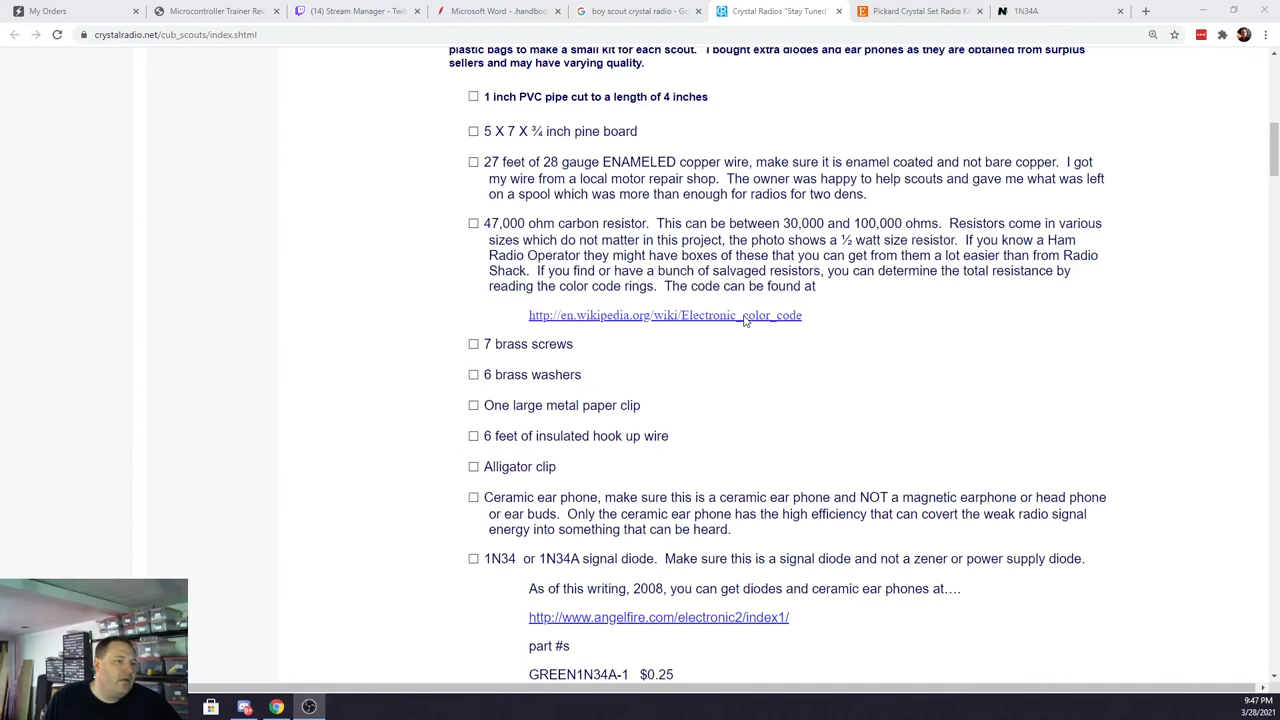 My Orders
Microcontroller Trainer Rev
(14) Stream Manager - Twit
Microsoft Word - .handboo
boy scout crystal radio - Go
Crystal Radios "Stay Tuned"
Pickard Crystal Set Radio Ki
1N34A
crystalradio.net/cub_scouts/index.shtml
plastic bags to make a small kit for each scout. I bought extra diodes and ear phones as they are obtained from surplus
sellers and may have varying quality.
1 inch PVC pipe cut to a length of 4 inches
5 X 7 X ¾ inch pine board
27 feet of 28 gauge ENAMELED copper wire, make sure it is enamel coated and not bare copper. I got
my wire from a local motor repair shop. The owner was happy to help scouts and gave me what was left
on a spool which was more than enough for radios for two dens.
47,000 ohm carbon resistor. This can be between 30,000 and 100,000 ohms. Resistors come in various
sizes which do not matter in this project, the photo shows a ½ watt size resistor. If you know a Ham
Radio Operator they might have boxes of these that you can get from them a lot easier than from Radio
Shack. If you find or have a bunch of salvaged resistors, you can determine the total resistance by
reading the color code rings. The code can be found at
http://en.wikipedia.org/wiki/Electronic_color_code
7 brass screws
6 brass washers
One large metal paper clip
6 feet of insulated hook up wire
Alligator clip
Ceramic ear phone, make sure this is a ceramic ear phone and NOT a magnetic earphone or head phone
or ear buds. Only the ceramic ear phone has the high efficiency that can covert the weak radio signal
energy into something that can be heard.
1N34 or 1N34A signal diode. Make sure this is a signal diode and not a zener or power supply diode.
As of this writing, 2008, you can get diodes and ceramic ear phones at….
http://www.angelfire.com/electronic2/index1/
part #s
GREEN1N34A-1 $0.25
9:47 PM
3/28/2021